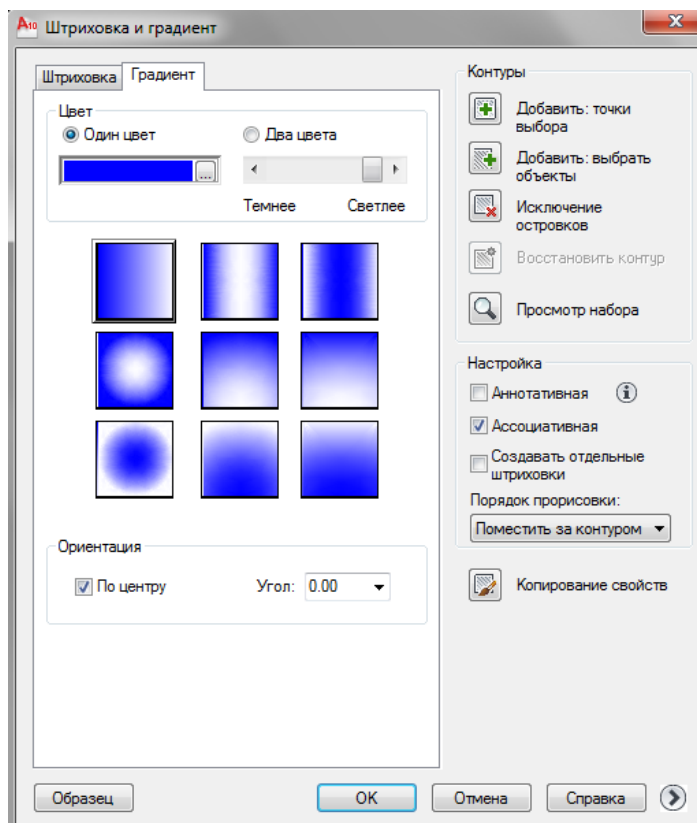 A10 Штриховка и градиент
Штриховка Градиент
Цвет
Один цвет
Два цвета
...
Темнее Светлее
Ориентация
По центру
Угол: 0.00
Контуры
Добавить: точки
выбора
Добавить: выбрать
объекты
Исключение
островков
Восстановить контур
Просмотр набора
Настройка
Аннотативная
i
Ассоциативная
Создавать отдельные
штриховки
Порядок прорисовки:
Поместить за контуром
Копирование свойств
Образец
OK
Отмена
Справка